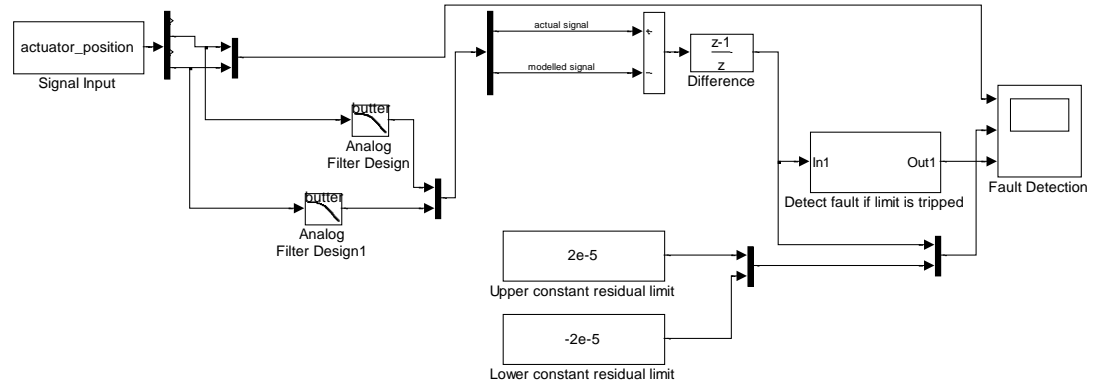 actuator_position
Signal Input
butter
Analog
Filter Design
butter
Analog
Filter Design1
actual signal
modelled signal
+
−
z-1
z
Difference
In1
Out1
Detect fault if limit is tripped
Fault Detection
2e-5
Upper constant residual limit
-2e-5
Lower constant residual limit